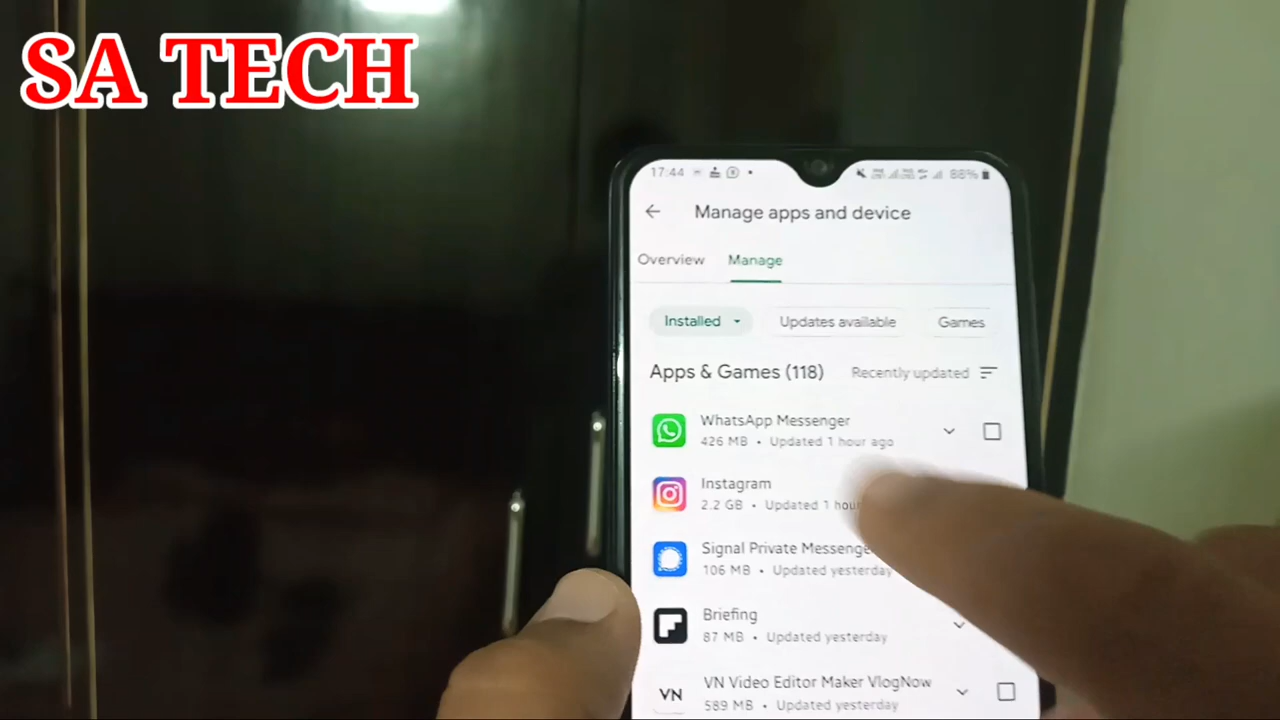 SA TECH
17:44 88%
Manage apps and device
Overview Manage
Installed Updates available Games
Apps & Games (118) Recently updated
WhatsApp Messenger
426 MB • Updated 1 hour ago
Instagram
2.2 GB • Updated 1 hour
Signal Private Messenge
106 MB • Updated yesterday
Briefing
87 MB • Updated yesterday
VN VN Video Editor Maker VlogNow
589 MB • Updated yesterday